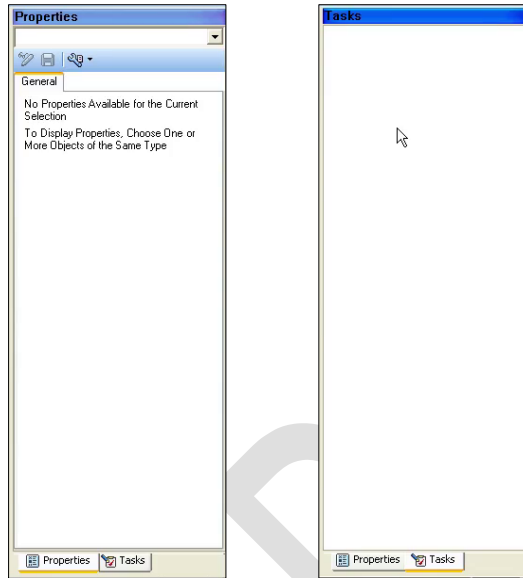 Properties
General
No Properties Available for the Current
Selection
To Display Properties, Choose One or
More Objects of the Same Type
Properties Tasks
Tasks
Properties Tasks